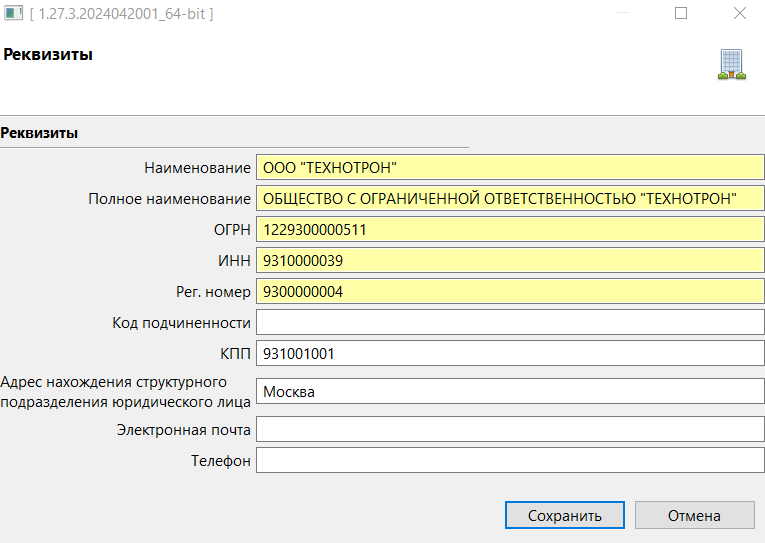 [ 1.27.3.2024042001_64-bit ]
Реквизиты
Реквизиты
Наименование ООО "ТЕХНОТРОН"
Полное наименование ОБЩЕСТВО С ОГРАНИЧЕННОЙ ОТВЕТСТВЕННОСТЬЮ "ТЕХНОТРОН"
ОГРН 1229300000511
ИНН 9310000039
Рег. номер 9300000004
Код подчиненности
КПП 931001001
Адрес нахождения структурного
подразделения юридического лица Москва
Электронная почта
Телефон
Сохранить Отмена